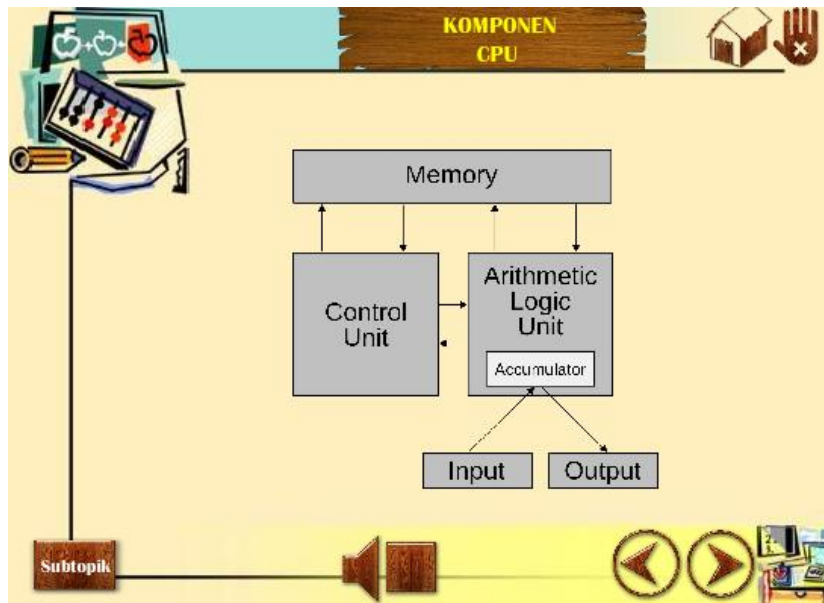 KOMPONEN
CPU
Memory
Control
Unit
Arithmetic
Logic
Unit
Accumulator
Input
Output
Subtopik